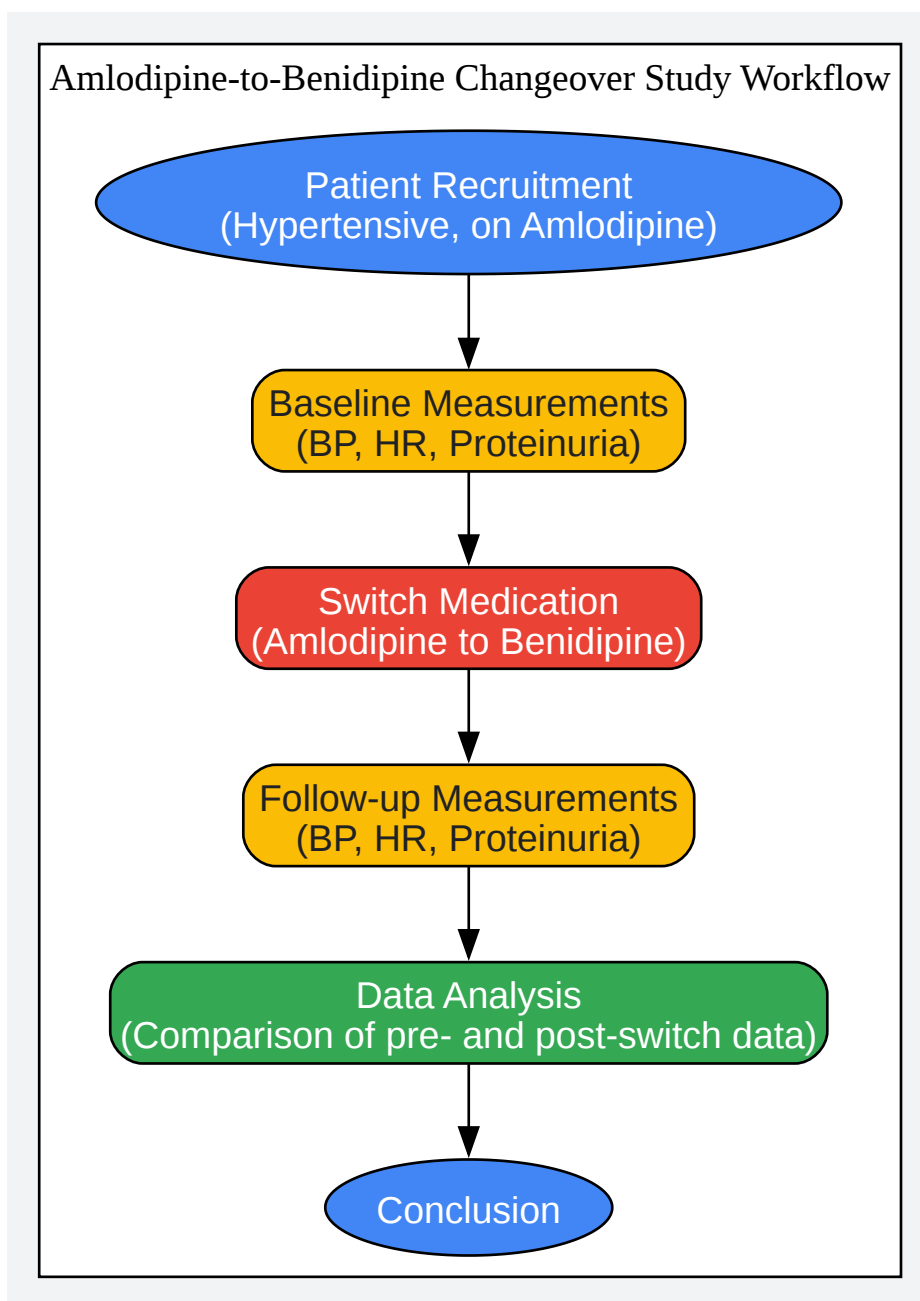 Amlodipine-to-Benidipine Changeover Study Workflow
Patient Recruitment
(Hypertensive, on Amlodipine)
Baseline Measurements
(BP, HR, Proteinuria)
Switch Medication
(Amlodipine to Benidipine)
Follow-up Measurements
(BP, HR, Proteinuria)
Data Analysis
(Comparison of pre- and post-switch data)
Conclusion